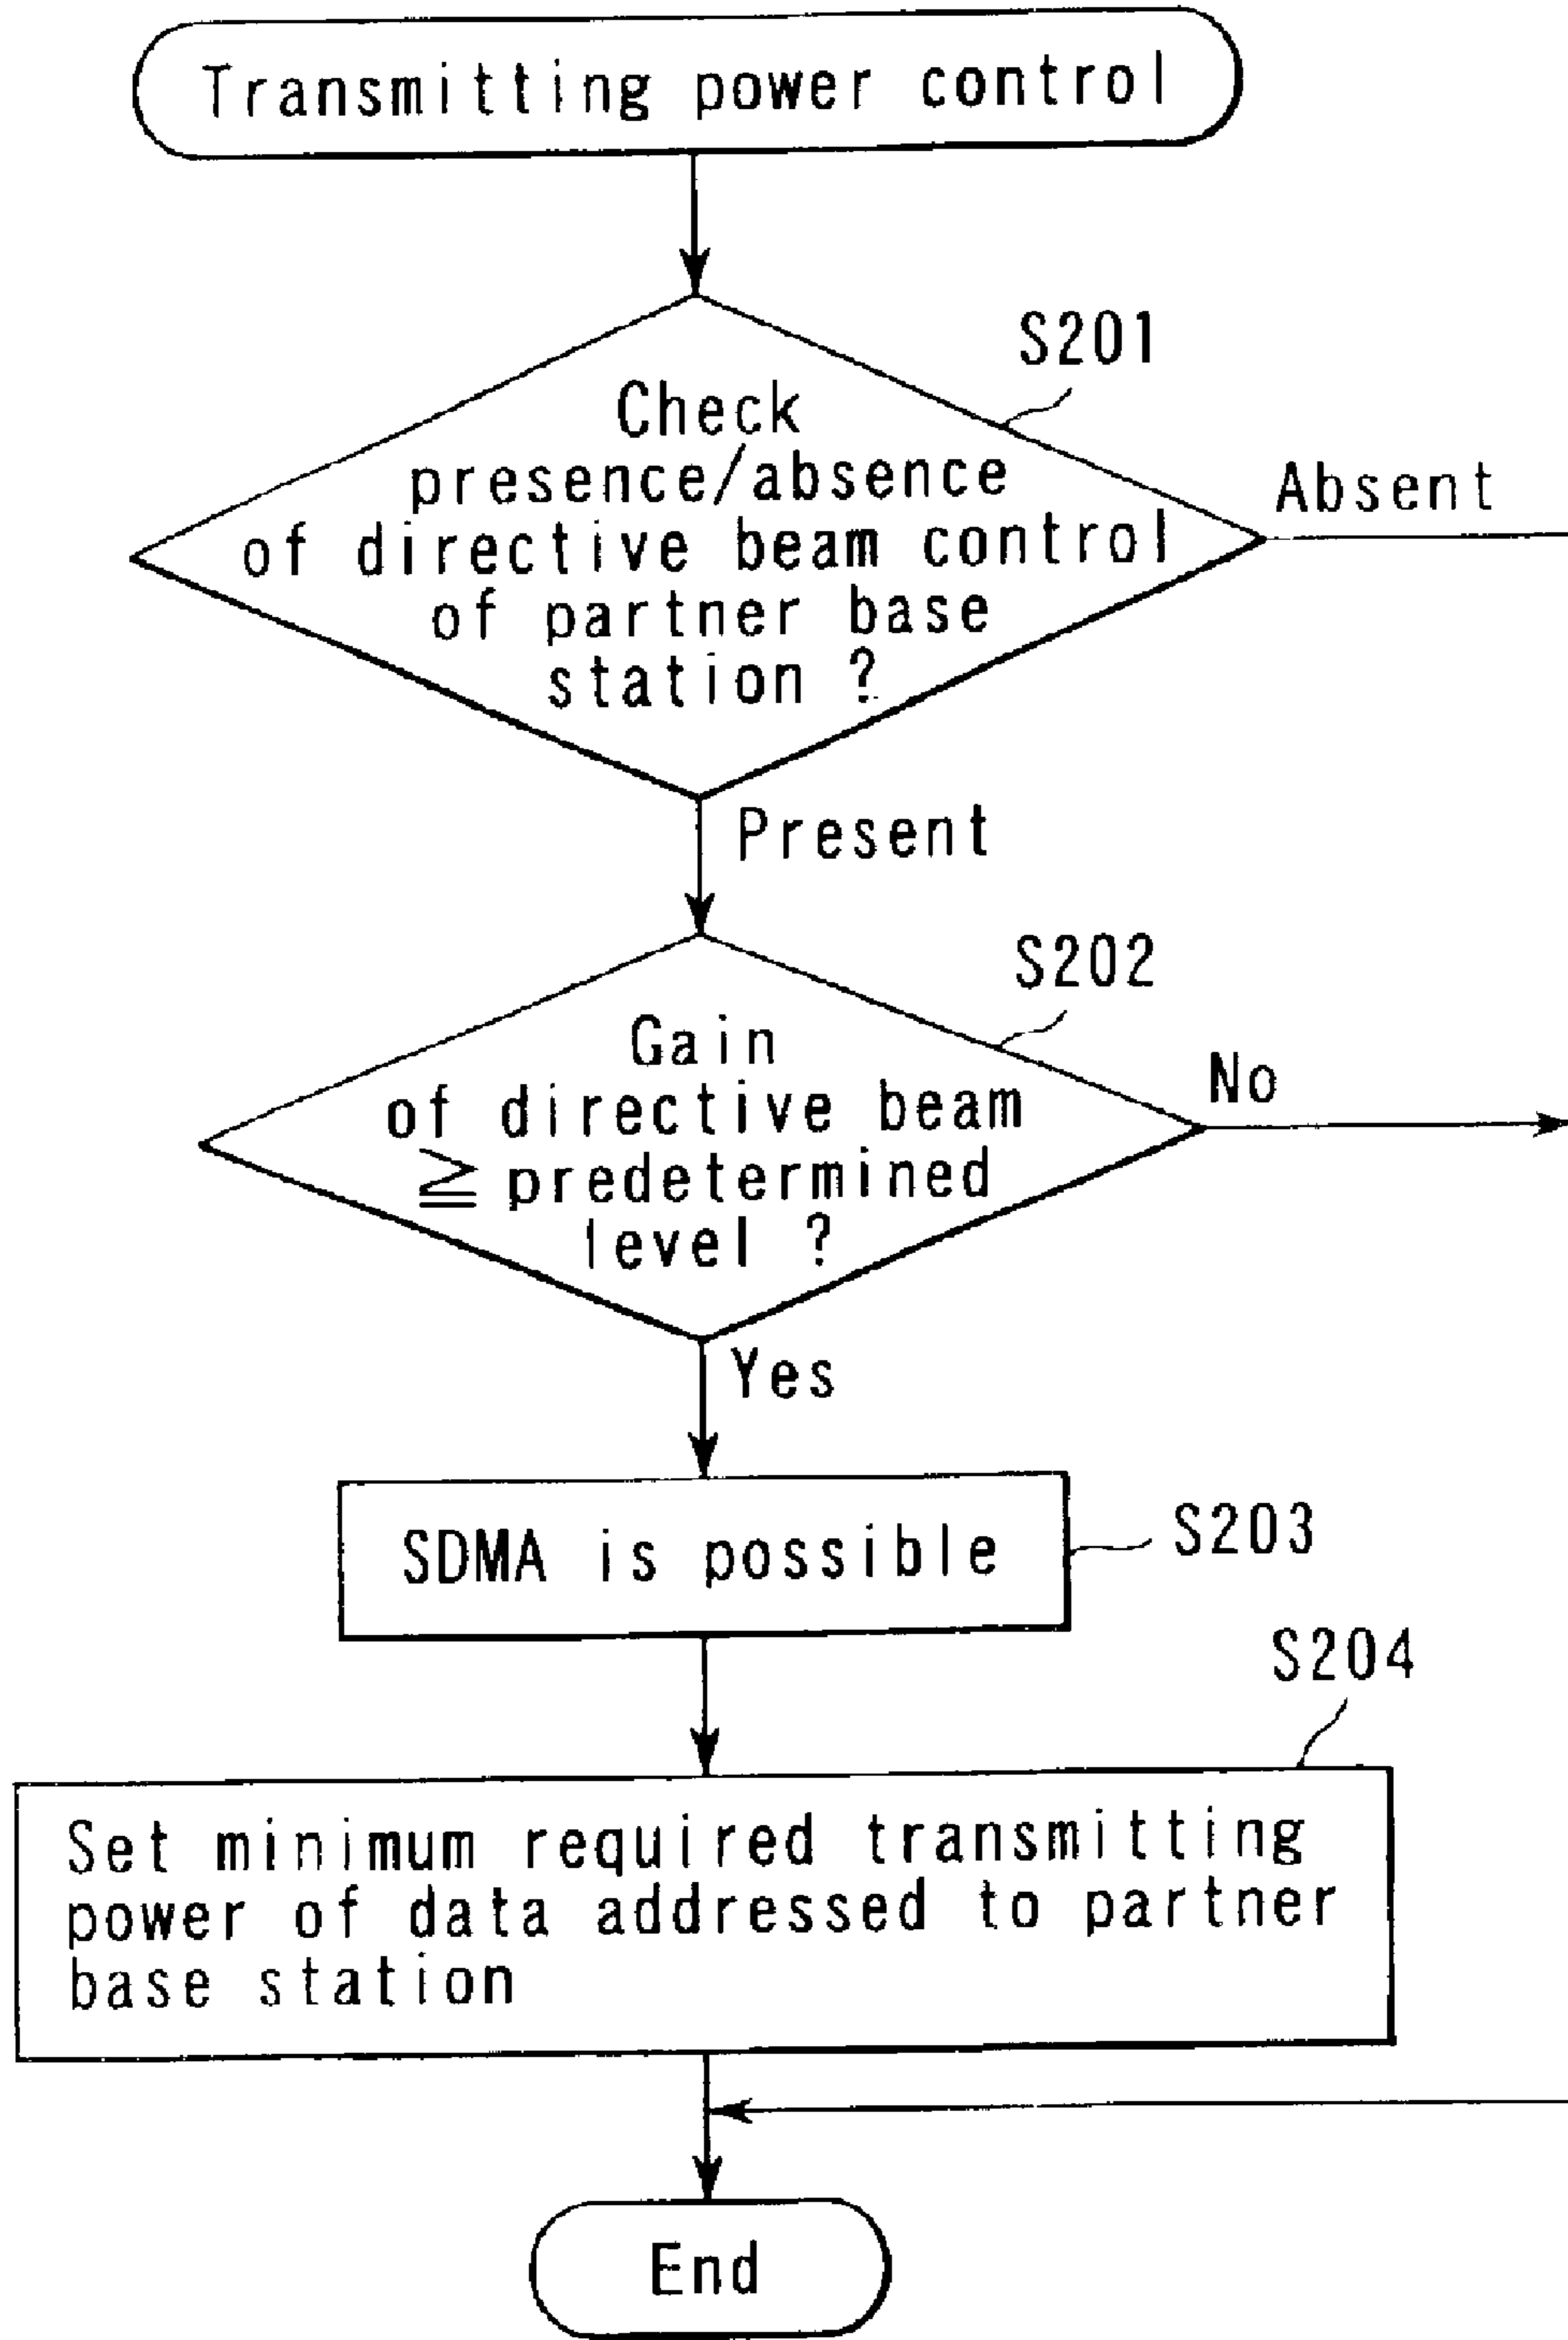 Transmitting power control
S201
Check
presence/absence
of directive beam control
of partner base
station ?
Absent
Present
S202
Gain
of directive beam
≧ predetermined
level ?
No
Yes
SDMA is possible
S203
S204
Set minimum required transmitting
power of data addressed to partner
base station
End